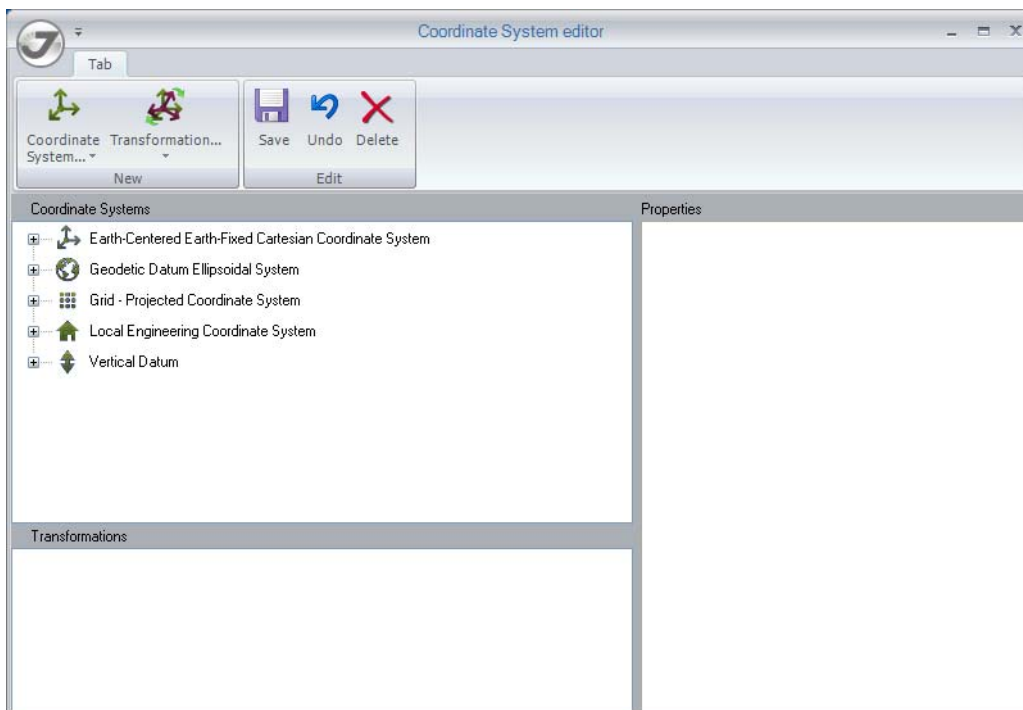 Coordinate System editor
Tab
Coordinate Transformation...
System...
Save Undo Delete
New
Edit
Coordinate Systems
Properties
Earth-Centered Earth-Fixed Cartesian Coordinate System
Geodetic Datum Ellipsoidal System
Grid - Projected Coordinate System
Local Engineering Coordinate System
Vertical Datum
Transformations